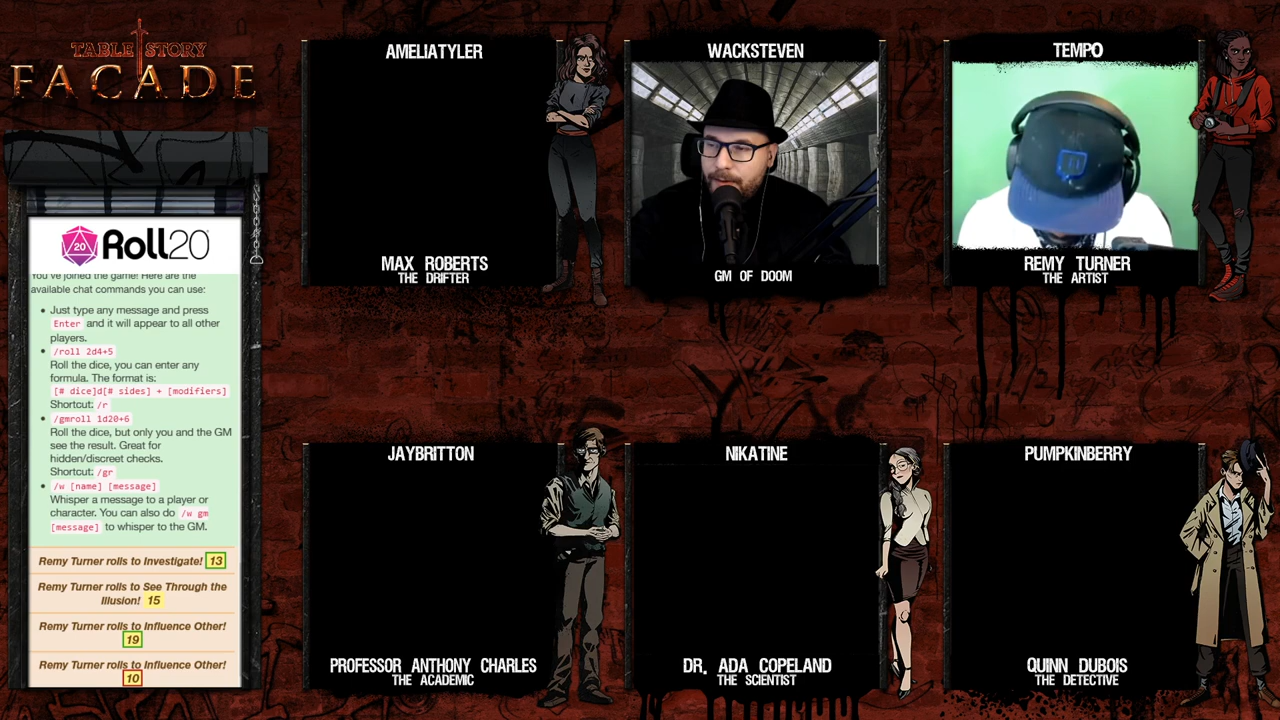 TABLE STORY
FACADE
20
Roll20
You've joined the game! Here are the
available chat commands you can use:
• Just type any message and press
Enter and it will appear to all other
players.
• /roll 2d4+5
Roll the dice, you can enter any
formula. The format is:
[# dice]d[# sides] + [modifiers]
Shortcut: /r
• /gmroll 1d20+6
Roll the dice, but only you and the GM
see the result. Great for
hidden/discreet checks.
Shortcut: /gr
• /w [name] [message]
Whisper a message to a player or
character. You can also do /w gm
[message] to whisper to the GM.
Remy Turner rolls to Investigate! 13
Remy Turner rolls to See Through the
Illusion! 15
Remy Turner rolls to Influence Other!
19
Remy Turner rolls to Influence Other!
10
AMELIATYLER
MAX ROBERTS
THE DRIFTER
WACKSTEVEN
GM OF DOOM
TEMPO
REMY TURNER
THE ARTIST
JAYBRITTON
PROFESSOR ANTHONY CHARLES
THE ACADEMIC
NIKATINE
DR. ADA COPELAND
THE SCIENTIST
PUMPKINBERRY
QUINN DUBOIS
THE DETECTIVE